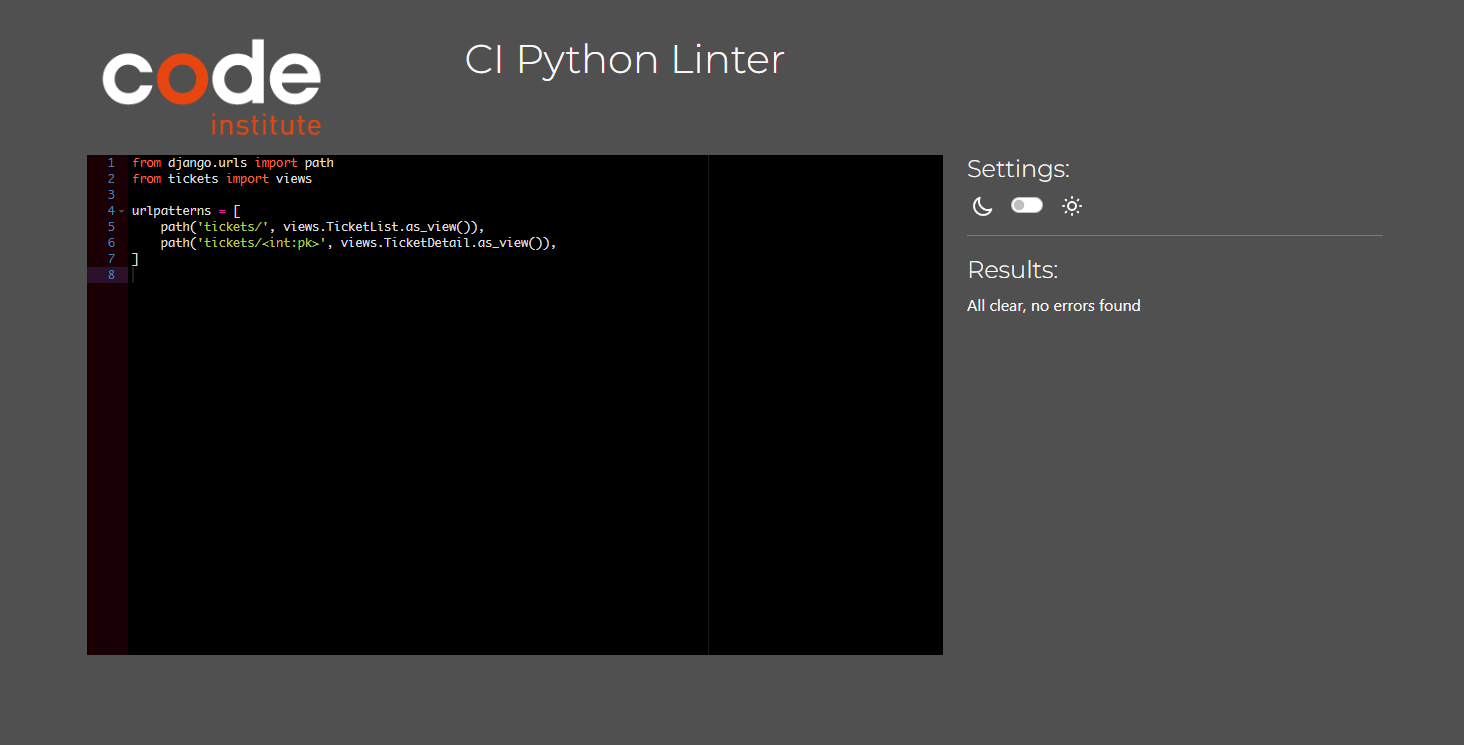 code
institute
CI Python Linter
1 from django.urls import path
2 from tickets import views
3
4 urlpatterns = [
5     path('tickets/', views.TicketList.as_view()),
6     path('tickets/<int:pk>', views.TicketDetail.as_view()),
7 ]
8
Settings:
Results:
All clear, no errors found